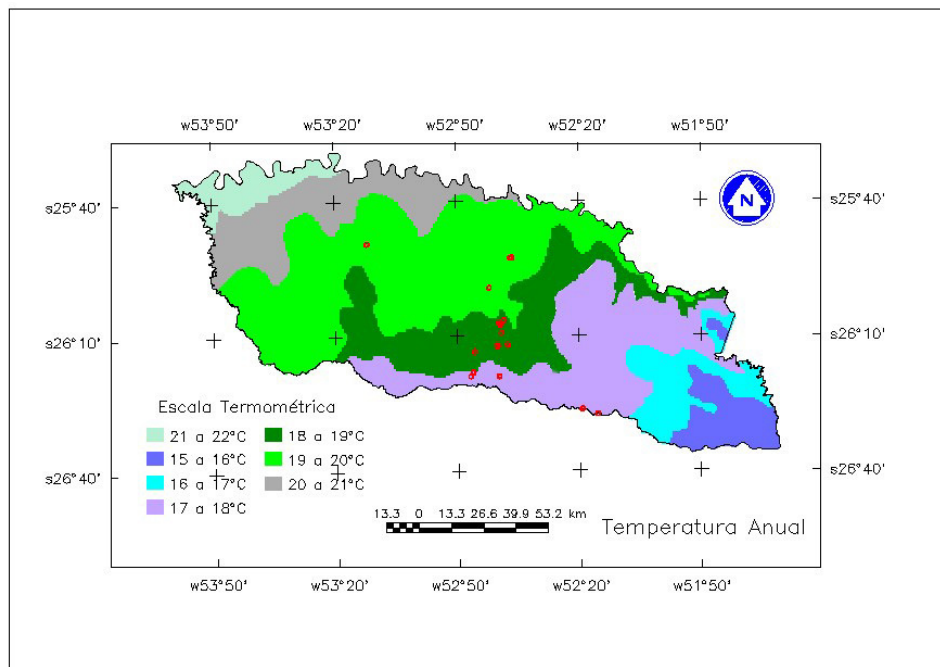 w53°50' w53°20' w52°50' w52°20' w51°50'
s25°40' s25°40'
N
s26°10' s26°10'
Escala Termométrica
21 a 22°C 18 a 19°C
15 a 16°C 19 a 20°C
16 a 17°C 20 a 21°C
17 a 18°C
s26°40' s26°40'
13.3 0 13.3 26.6 39.9 53.2 km
Temperatura Anual
w53°50' w53°20' w52°50' w52°20' w51°50'